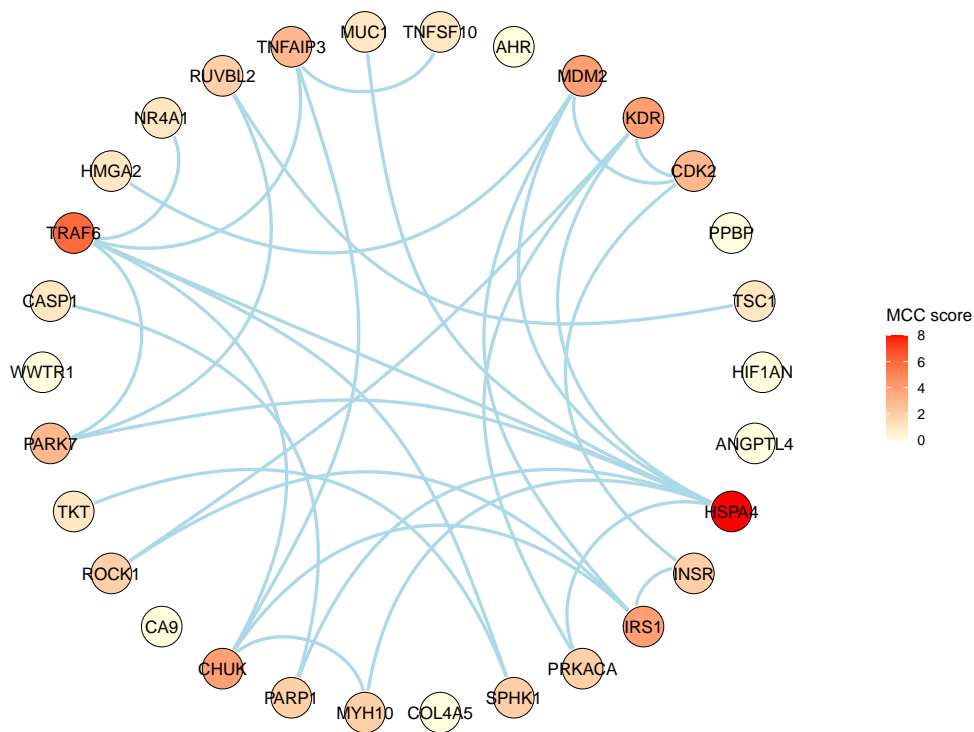 MUC1
TNFSF10
TNFAIP3
AHR
RUVBL2
MDM2
NR4A1
KDR
HMGA2
CDK2
TRAF6
PPBP
CASP1
TSC1
MCC score
8
6
4
2
0
WWTR1
HIF1AN
PARK7
ANGPTL4
TKT
HSPA4
ROCK1
INSR
CA9
IRS1
CHUK
PRKACA
PARP1
SPHK1
MYH10
COL4A5